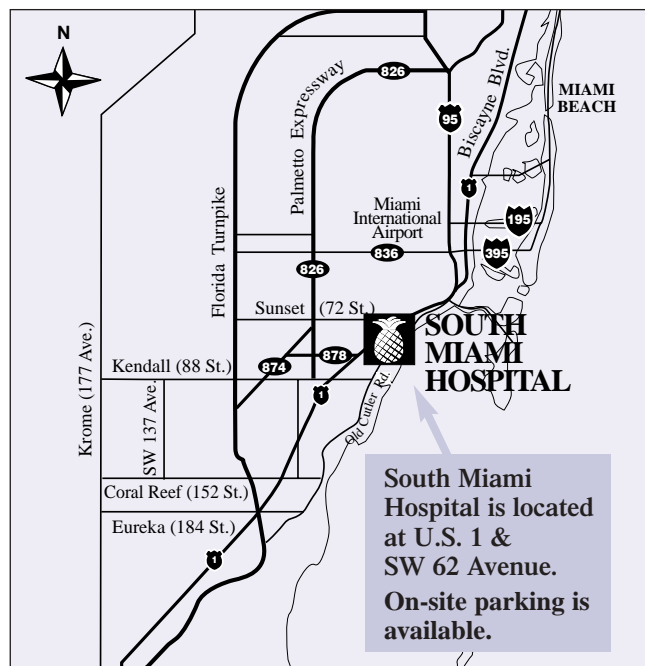 N
826
Biscayne Blvd.
MIAMI
BEACH
Palmetto Expressway
95
1
Florida Turnpike
Miami
International
Airport
195
836
395
826
Sunset (72 St.)
SOUTH
MIAMI
HOSPITAL
878
874
Kendall (88 St.)
1
Krome (177 Ave.)
SW 137 Ave.
Old Cutler Rd.
Coral Reef (152 St.)
Eureka (184 St.)
1
South Miami
Hospital is located
at U.S. 1 &
SW 62 Avenue.
On-site parking is
available.